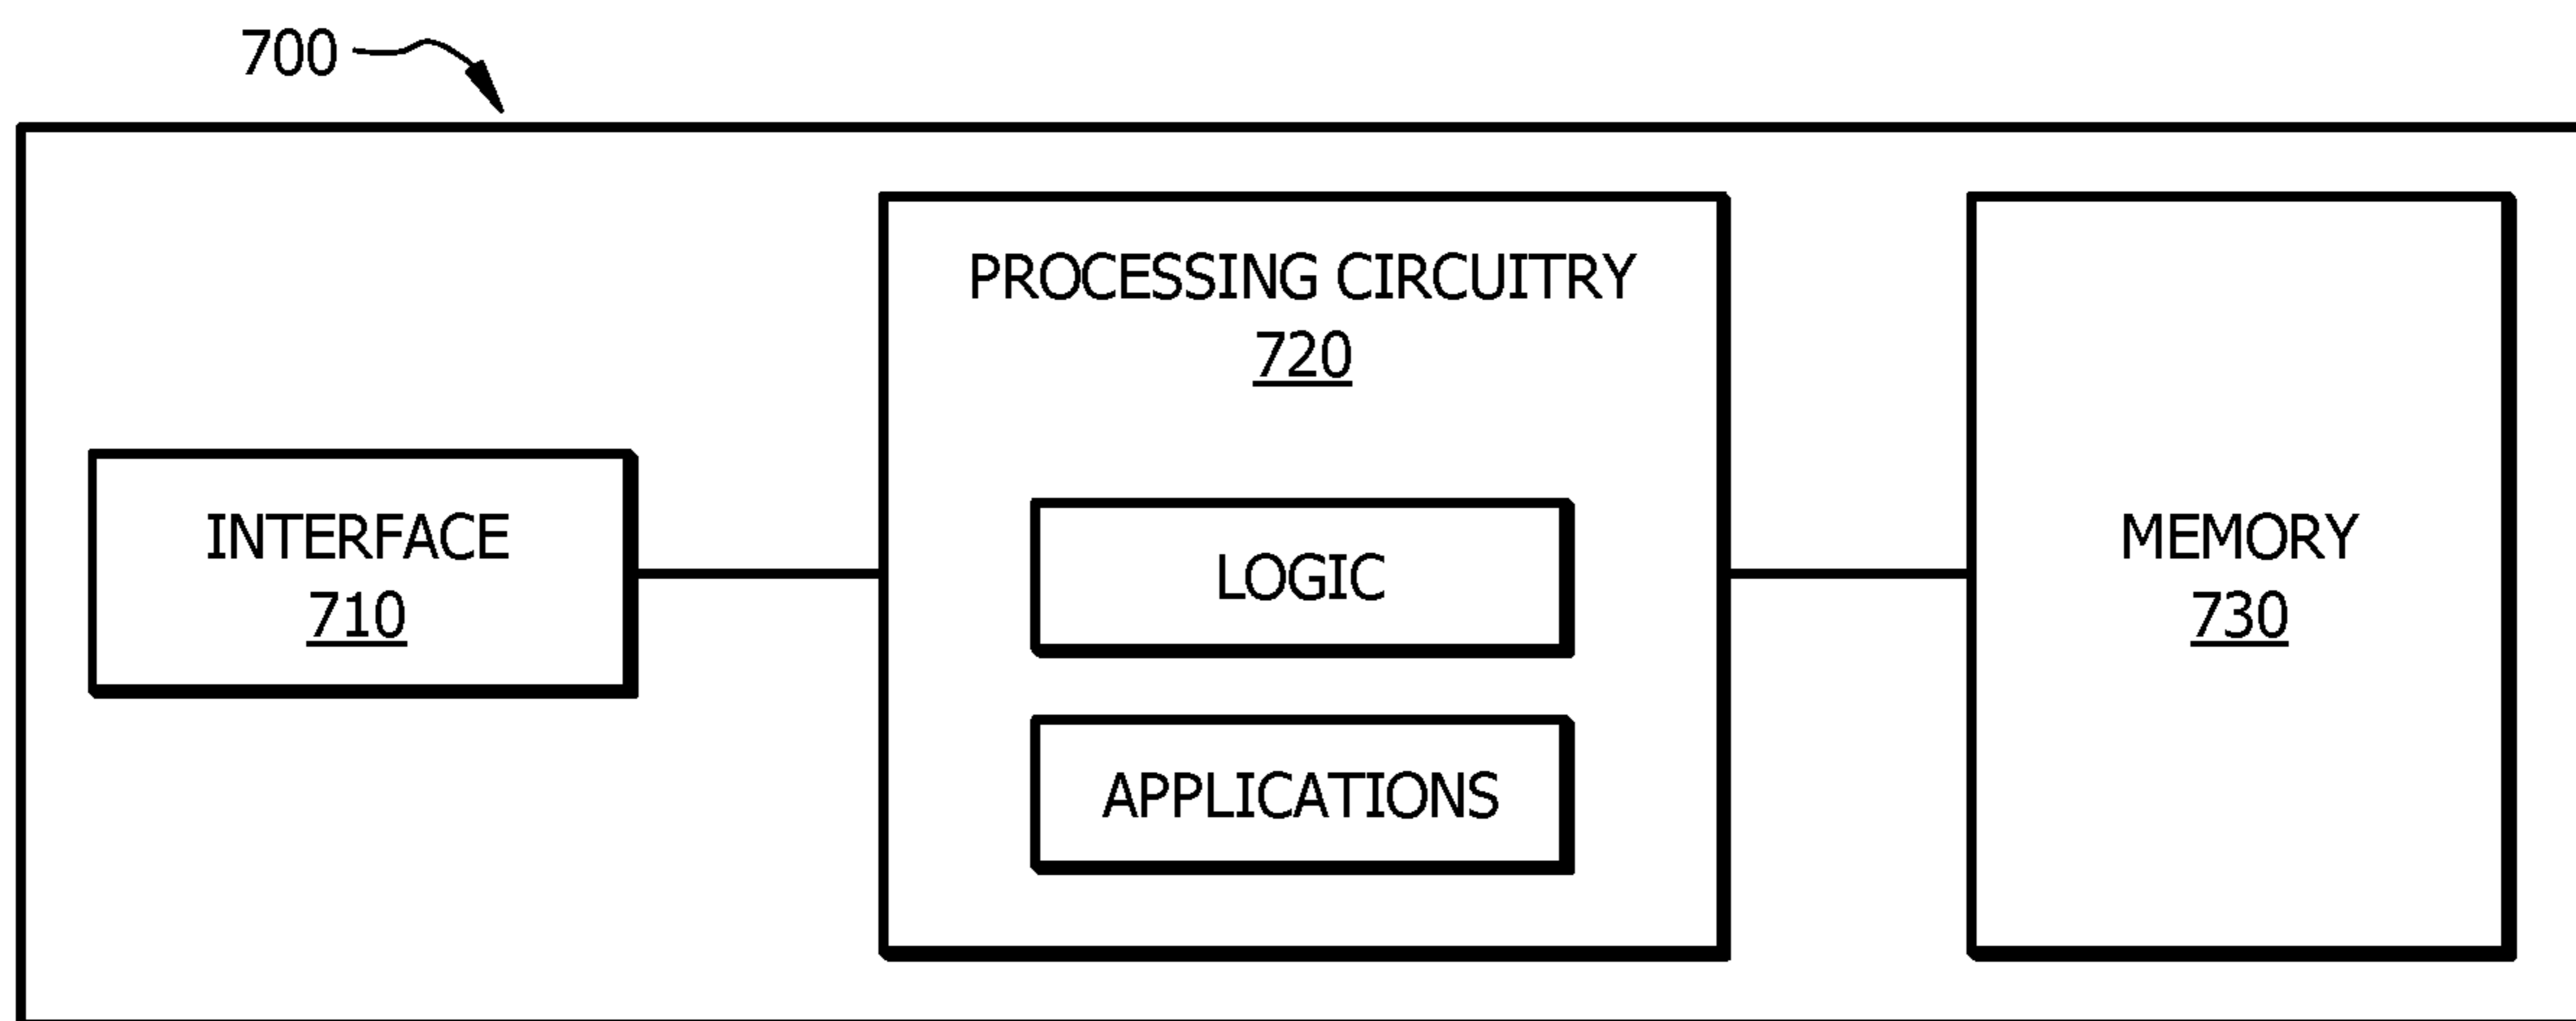 700
PROCESSING CIRCUITRY
720
INTERFACE
710
LOGIC
APPLICATIONS
MEMORY
730